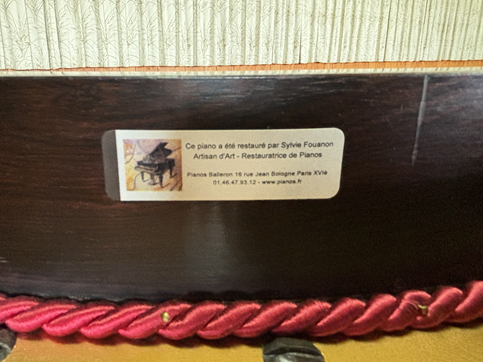 Ce piano a été restauré par Sylvie Fouanon
Artisan d'Art - Restauratrice de Pianos
Pianos Balleron 16 rue Jean Bologne Paris XVIè
01.46.47.93.12 - www.pianos.fr